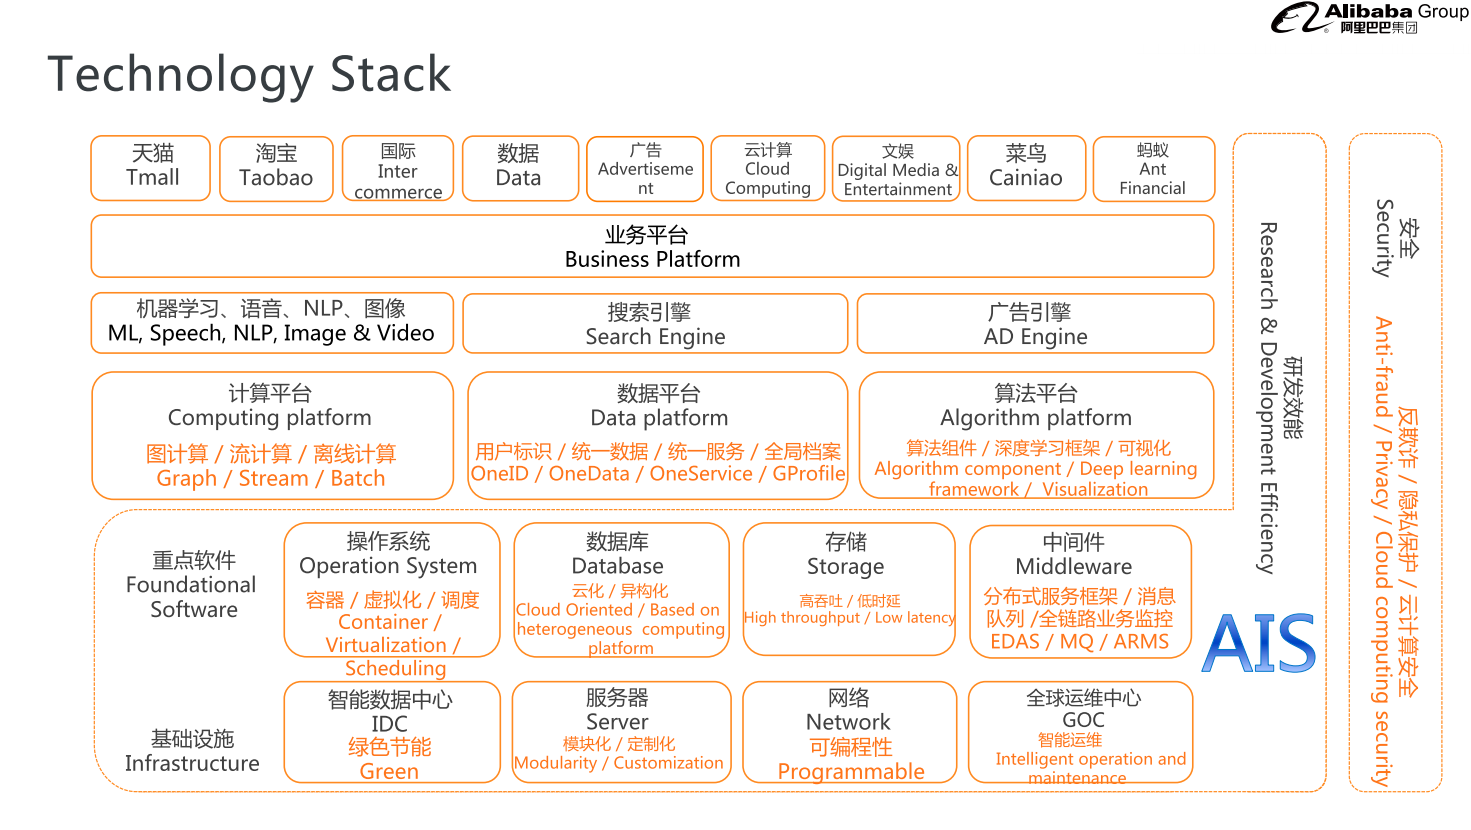 Alibaba Group
阿里巴巴集团
Technology Stack
天猫
Tmall
淘宝
Taobao
国际
Inter
commerce
数据
Data
广告
Advertiseme
nt
云计算
Cloud
Computing
文娱
Digital Media &
Entertainment
菜鸟
Cainiao
蚂蚁
Ant
Financial
业务平台
Business Platform
机器学习、语音、NLP、图像
ML, Speech, NLP, Image & Video
搜索引擎
Search Engine
广告引擎
AD Engine
计算平台
Computing platform
图计算 / 流计算 / 离线计算
Graph / Stream / Batch
数据平台
Data platform
用户标识 / 统一数据 / 统一服务 / 全局档案
OneID / OneData / OneService / GProfile
算法平台
Algorithm platform
算法组件 / 深度学习框架 / 可视化
Algorithm component / Deep learning
framework / Visualization
重点软件
Foundational
Software
操作系统
Operation System
容器 / 虚拟化 / 调度
Container /
Virtualization /
Scheduling
数据库
Database
云化 / 异构化
Cloud Oriented / Based on
heterogeneous computing
platform
存储
Storage
高吞吐 / 低时延
High throughput / Low latency
中间件
Middleware
分布式服务框架 / 消息
队列 /全链路业务监控
EDAS / MQ / ARMS
基础设施
Infrastructure
智能数据中心
IDC
绿色节能
Green
服务器
Server
模块化 / 定制化
Modularity / Customization
网络
Network
可编程性
Programmable
全球运维中心
GOC
智能运维
Intelligent operation and
maintenance
AIS
研发效能
Research & Development Efficiency
安全
Security
反欺诈 / 隐私保护 / 云计算安全
Anti-fraud / Privacy / Cloud computing security